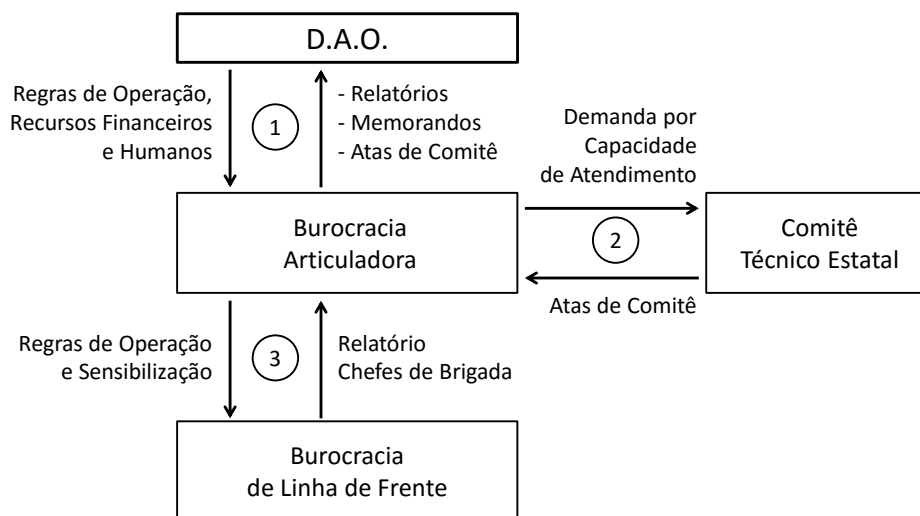 D.A.O.
Regras de Operação,
Recursos Financeiros
e Humanos
1
- Relatórios
- Memorandos
- Atas de Comitê
Demanda por
Capacidade
de Atendimento
Burocracia
Articuladora
2
Comitê
Técnico Estatal
Atas de Comitê
Regras de Operação
e Sensibilização
3
Relatório
Chefes de Brigada
Burocracia
de Linha de Frente